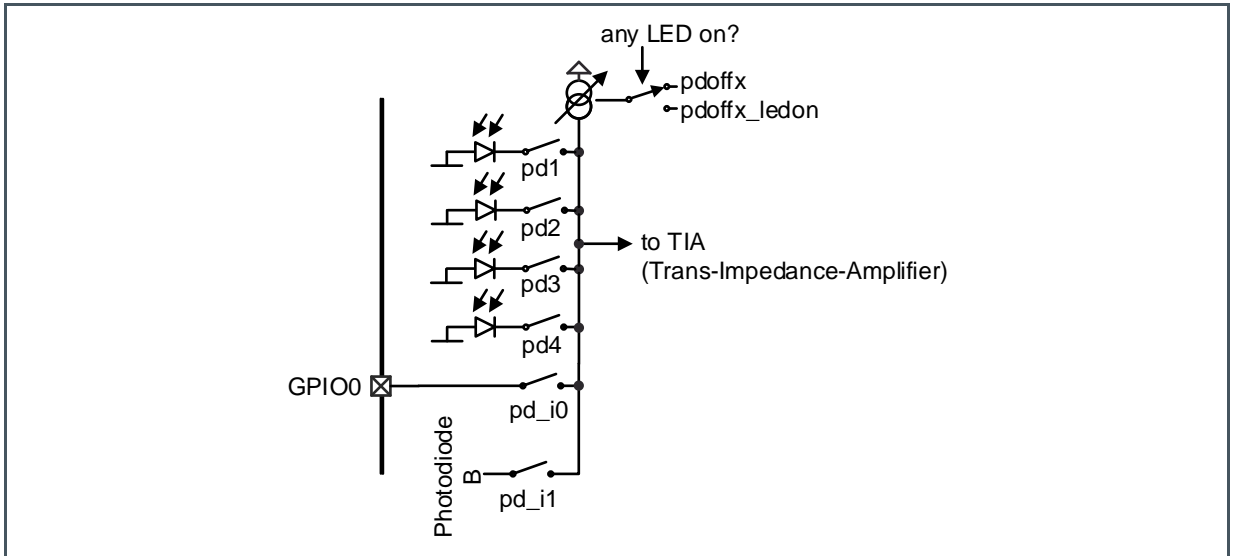 any LED on?
pdoffx
pdoffx_ledon
pd1
pd2
to TIA
(Trans-Impedance-Amplifier)
pd3
pd4
GPIO0
pd_i0
Photodiode
B
pd_i1